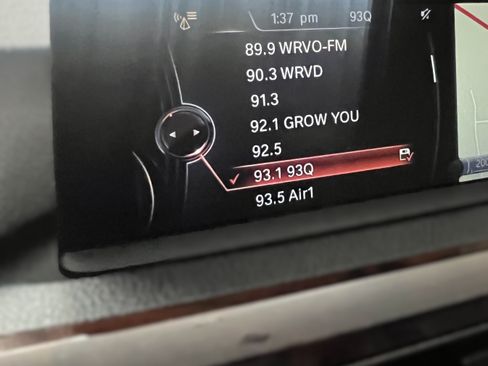 1:37 pm 93Q
89.9 WRVO-FM
90.3 WRVD
91.3
92.1 GROW YOU
92.5
93.1 93Q
93.5 Air1
200